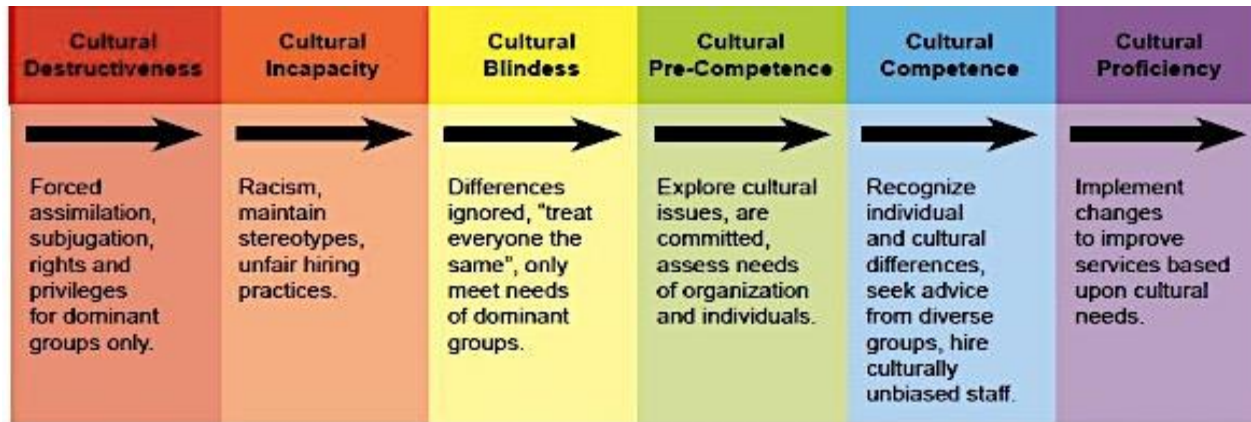 Cultural
Destructiveness
Cultural
Incapacity
Cultural
Blindess
Cultural
Pre-Competence
Cultural
Competence
Cultural
Proficiency
Forced
assimilation,
subjugation,
rights and
privileges
for dominant
groups only.
Racism,
maintain
stereotypes,
unfair hiring
practices.
Differences
ignored, "treat
everyone the
same", only
meet needs
of dominant
groups.
Explore cultural
issues, are
committed,
assess needs
of organization
and individuals.
Recognize
individual
and cultural
differences,
seek advice
from diverse
groups, hire
culturally
unbiased staff.
Implement
changes
to improve
services based
upon cultural
needs.